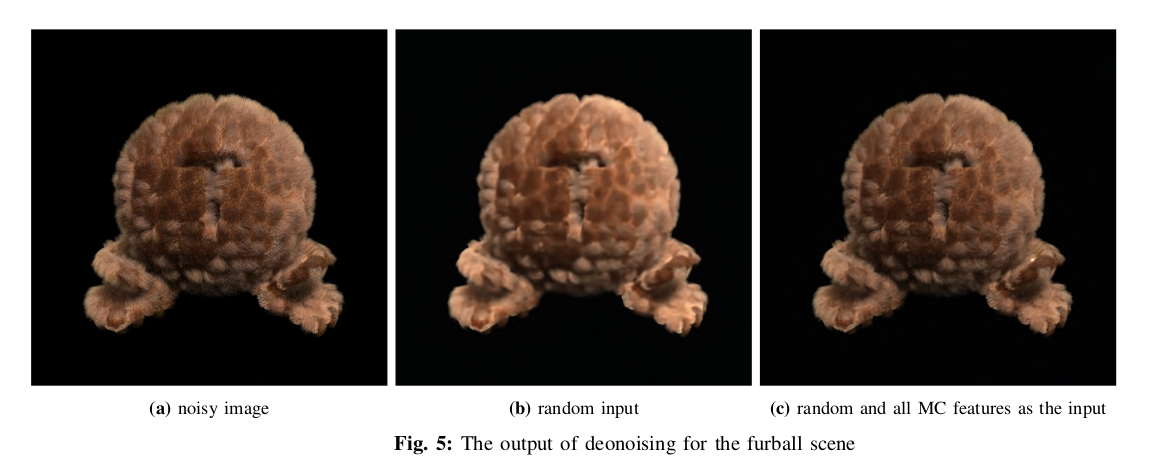 (a) noisy image
(b) random input
(c) random and all MC features as the input
Fig. 5: The output of deonoising for the furball scene